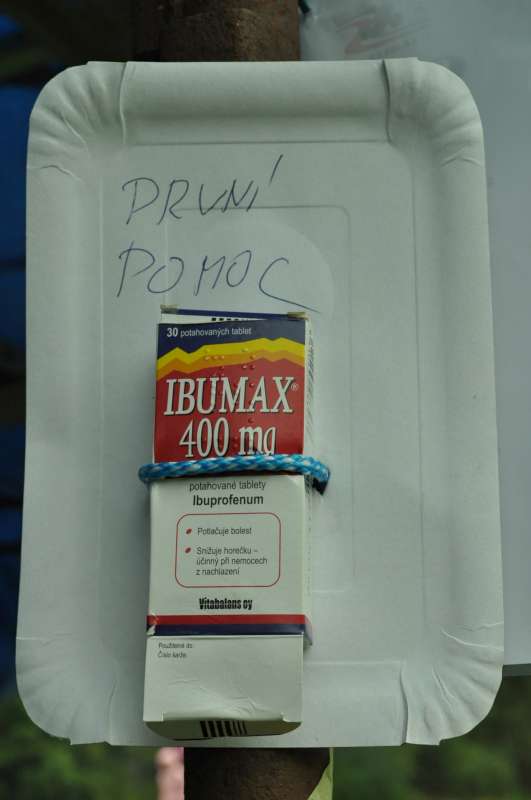 PRVNÍ
POMOC
30 potahovaných tablet
IBUMAX®
400 mg
potahované tablety
Ibuprofenum
Potlačuje bolest
Snižuje horečku –
účinný při nemocech
z nachlazení
Vitabalans oy
Použitelné do:
Číslo šarže: